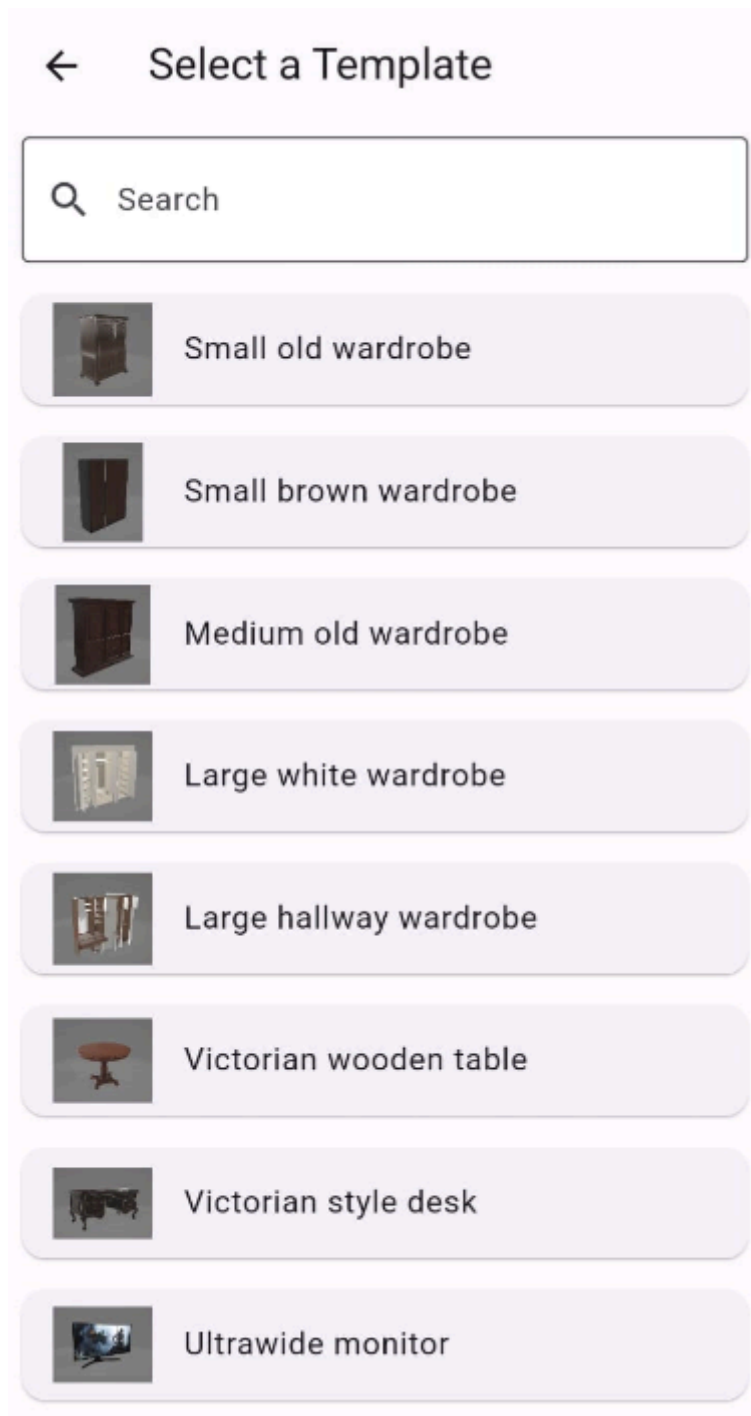 Select a Template
Search
Small old wardrobe
Small brown wardrobe
Medium old wardrobe
Large white wardrobe
Large hallway wardrobe
Victorian wooden table
Victorian style desk
Ultrawide monitor